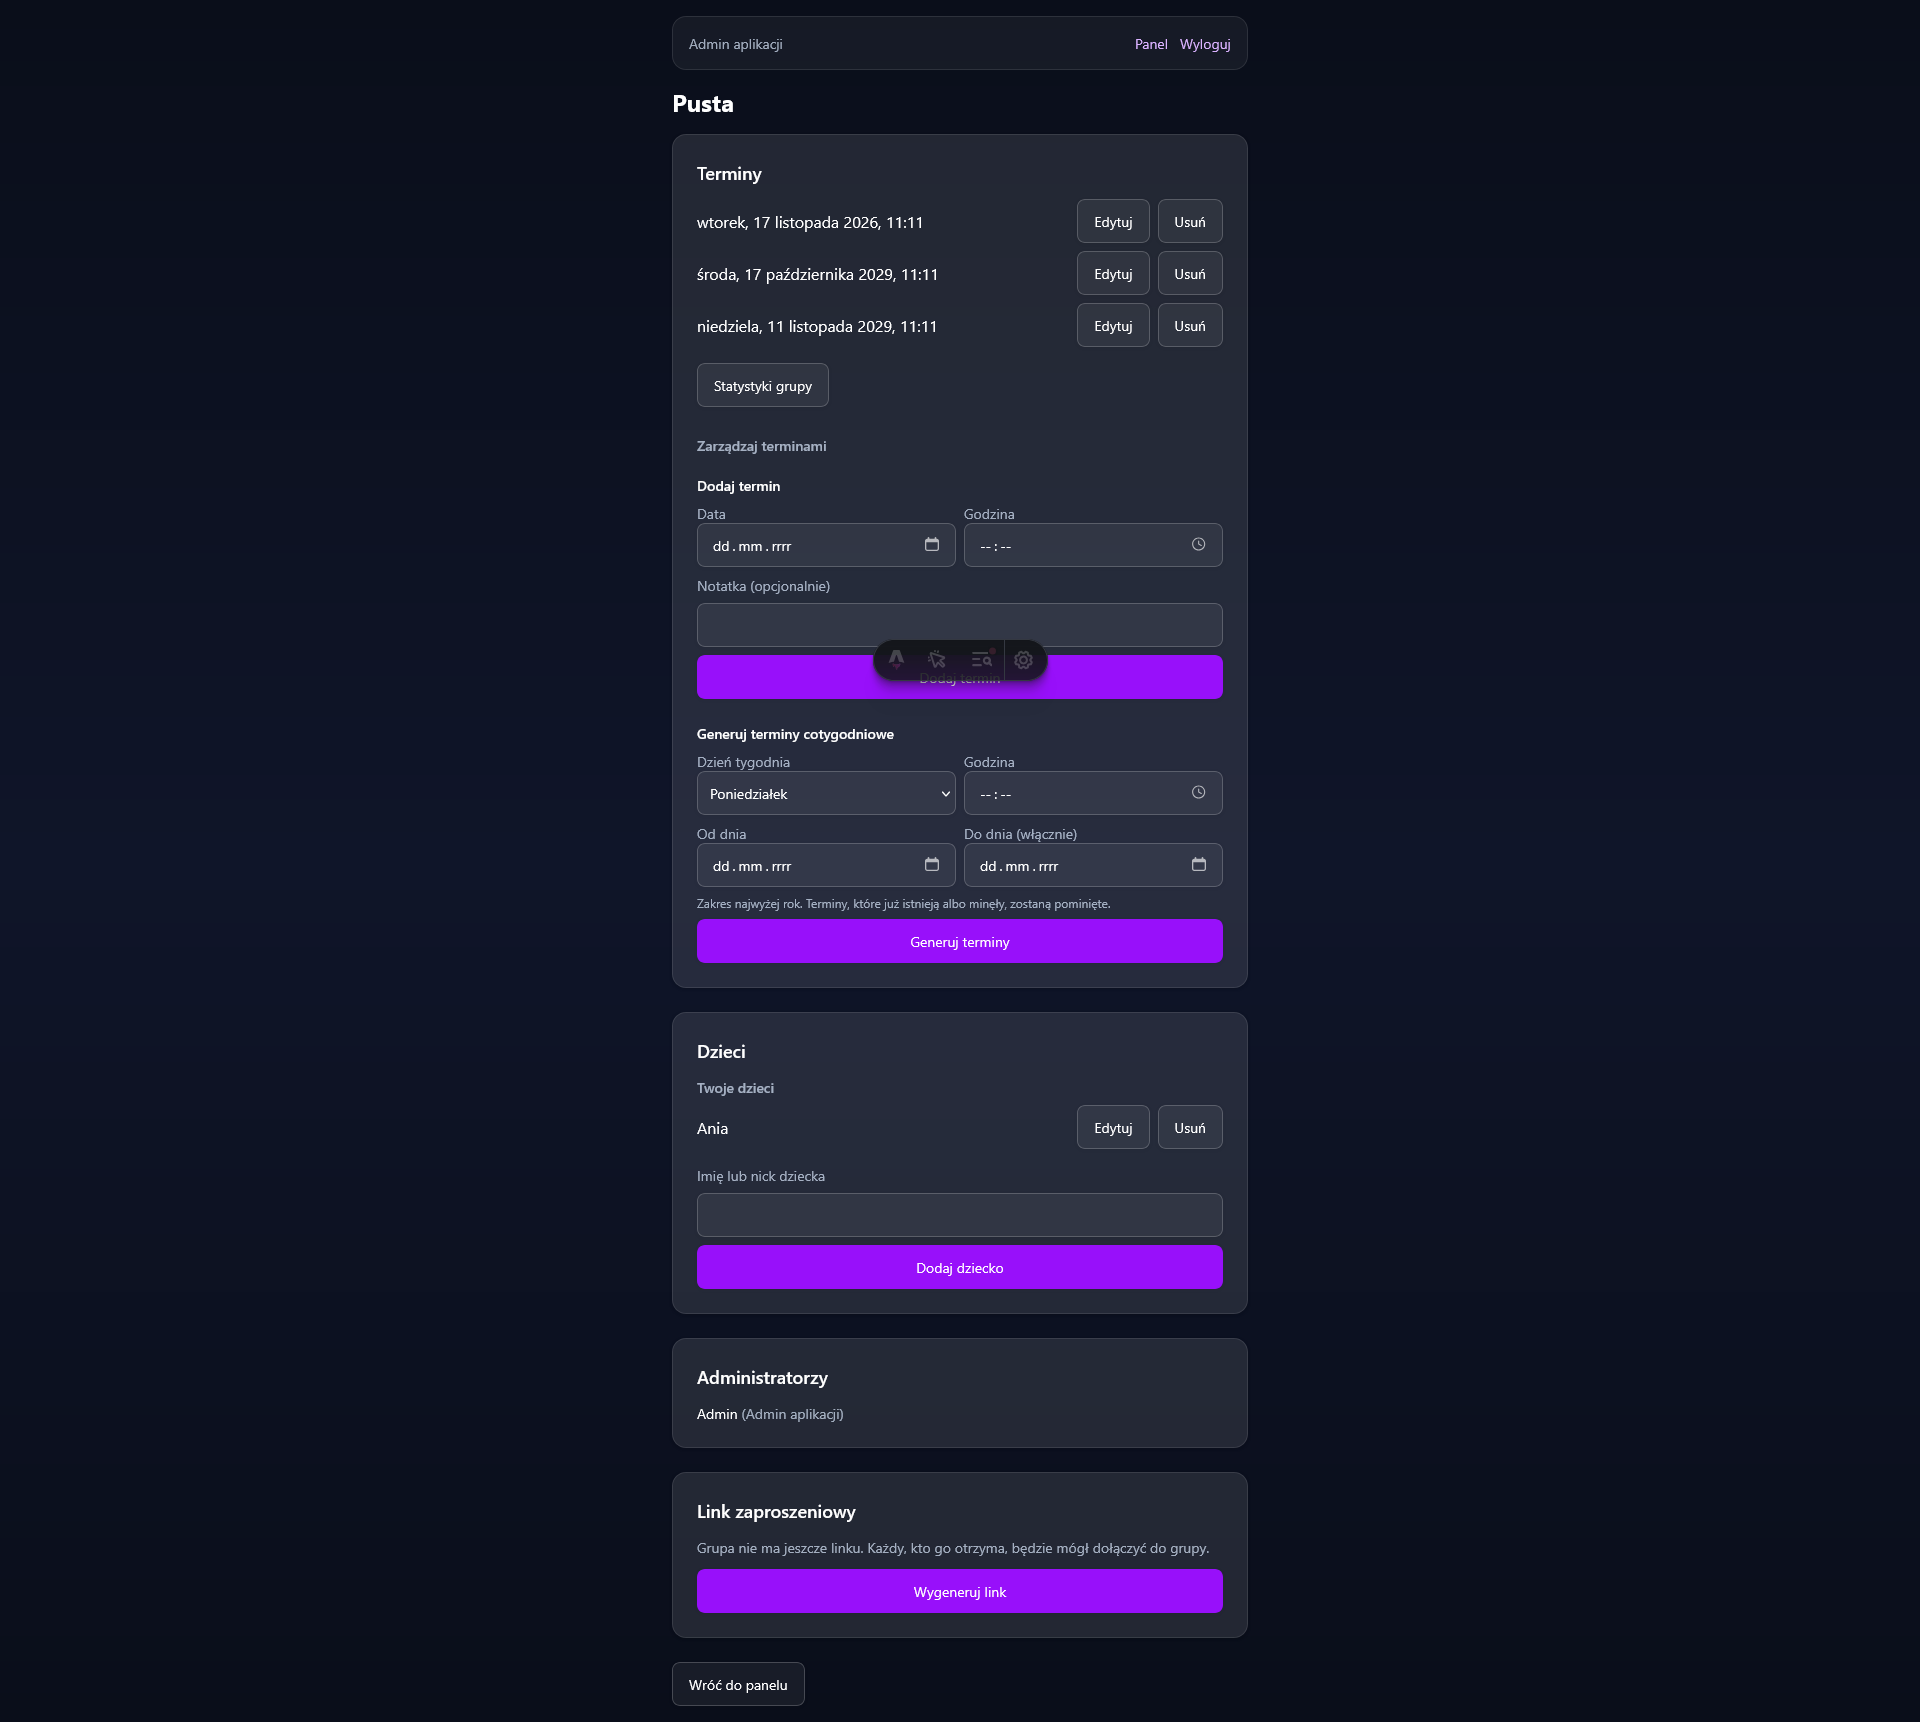 Admin aplikacji Panel Wyloguj
Pusta
Terminy
wtorek, 17 listopada 2026, 11:11 Edytuj Usuń
środa, 17 października 2029, 11:11 Edytuj Usuń
niedziela, 11 listopada 2029, 11:11 Edytuj Usuń
Statystyki grupy
Zarządzaj terminami
Dodaj termin
Data Godzina
dd.mm.rrrr --:--
Notatka (opcjonalnie)
Dodaj termin
Generuj terminy cotygodniowe
Dzień tygodnia Godzina
Poniedziałek --:--
Od dnia Do dnia (włącznie)
dd.mm.rrrr dd.mm.rrrr
Zakres najwyżej rok. Terminy, które już istnieją albo minęły, zostaną pominięte.
Generuj terminy
Dzieci
Twoje dzieci
Ania Edytuj Usuń
Imię lub nick dziecka
Dodaj dziecko
Administratorzy
Admin (Admin aplikacji)
Link zaproszeniowy
Grupa nie ma jeszcze linku. Każdy, kto go otrzyma, będzie mógł dołączyć do grupy.
Wygeneruj link
Wróć do panelu